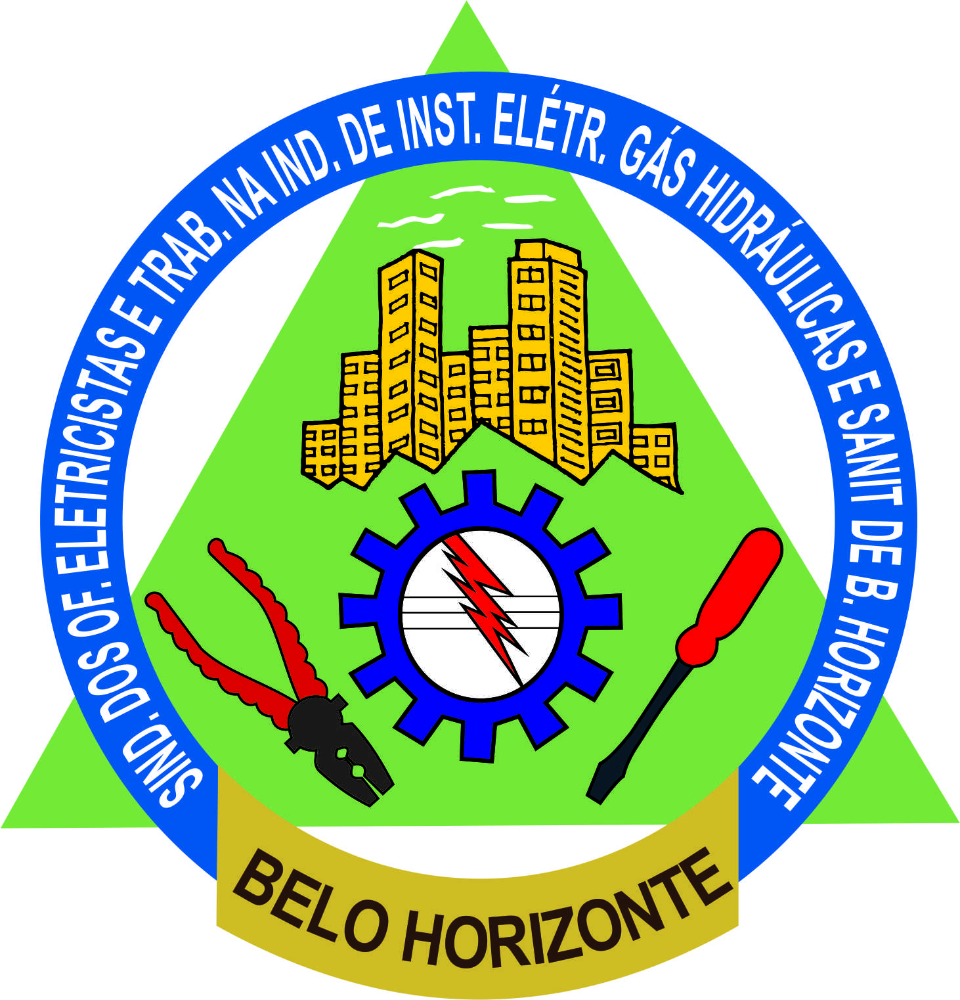 SIND. DOS OF. ELETRICISTAS E TRAB. NA IND. DE INST. ELÉTR. GÁS HIDRÁULICAS E SANIT DE B. HORIZONTE
BELO HORIZONTE